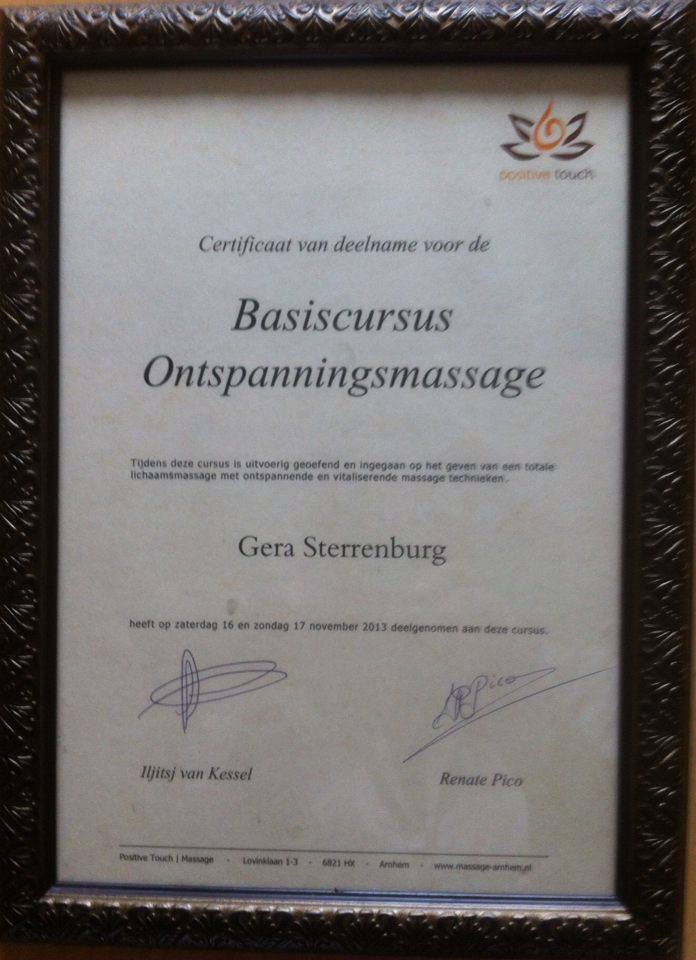 positive touch
Certificaat van deelname voor de
Basiscursus
Ontspanningsmassage
Tijdens deze cursus is uitvoerig geoefend en ingegaan op het geven van een totale
lichaamsmassage met ontspannende en vitaliserende massage technieken.
Gera Sterrenburg
heeft op zaterdag 16 en zondag 17 november 2013 deelgenomen aan deze cursus.
Pico
Iljitsj van Kessel
Renate Pico
Positive Touch | Massage - Lovinklaan 1-3 - 6821 HX - Arnhem - www.massage-arnhem.nl